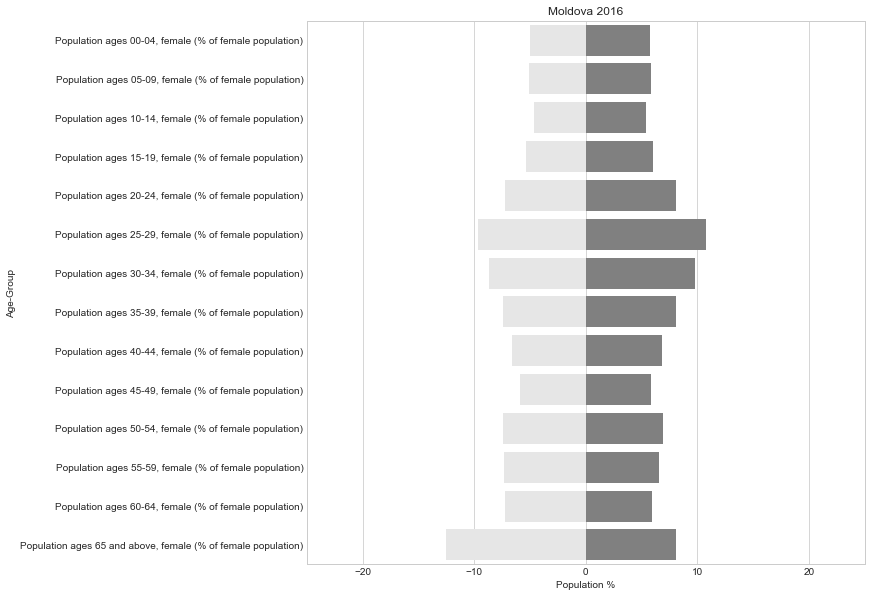 Moldova 2016
Age-Group
Population ages 00-04, female (% of female population)
Population ages 05-09, female (% of female population)
Population ages 10-14, female (% of female population)
Population ages 15-19, female (% of female population)
Population ages 20-24, female (% of female population)
Population ages 25-29, female (% of female population)
Population ages 30-34, female (% of female population)
Population ages 35-39, female (% of female population)
Population ages 40-44, female (% of female population)
Population ages 45-49, female (% of female population)
Population ages 50-54, female (% of female population)
Population ages 55-59, female (% of female population)
Population ages 60-64, female (% of female population)
Population ages 65 and above, female (% of female population)
−20 −10 0 10 20
Population %